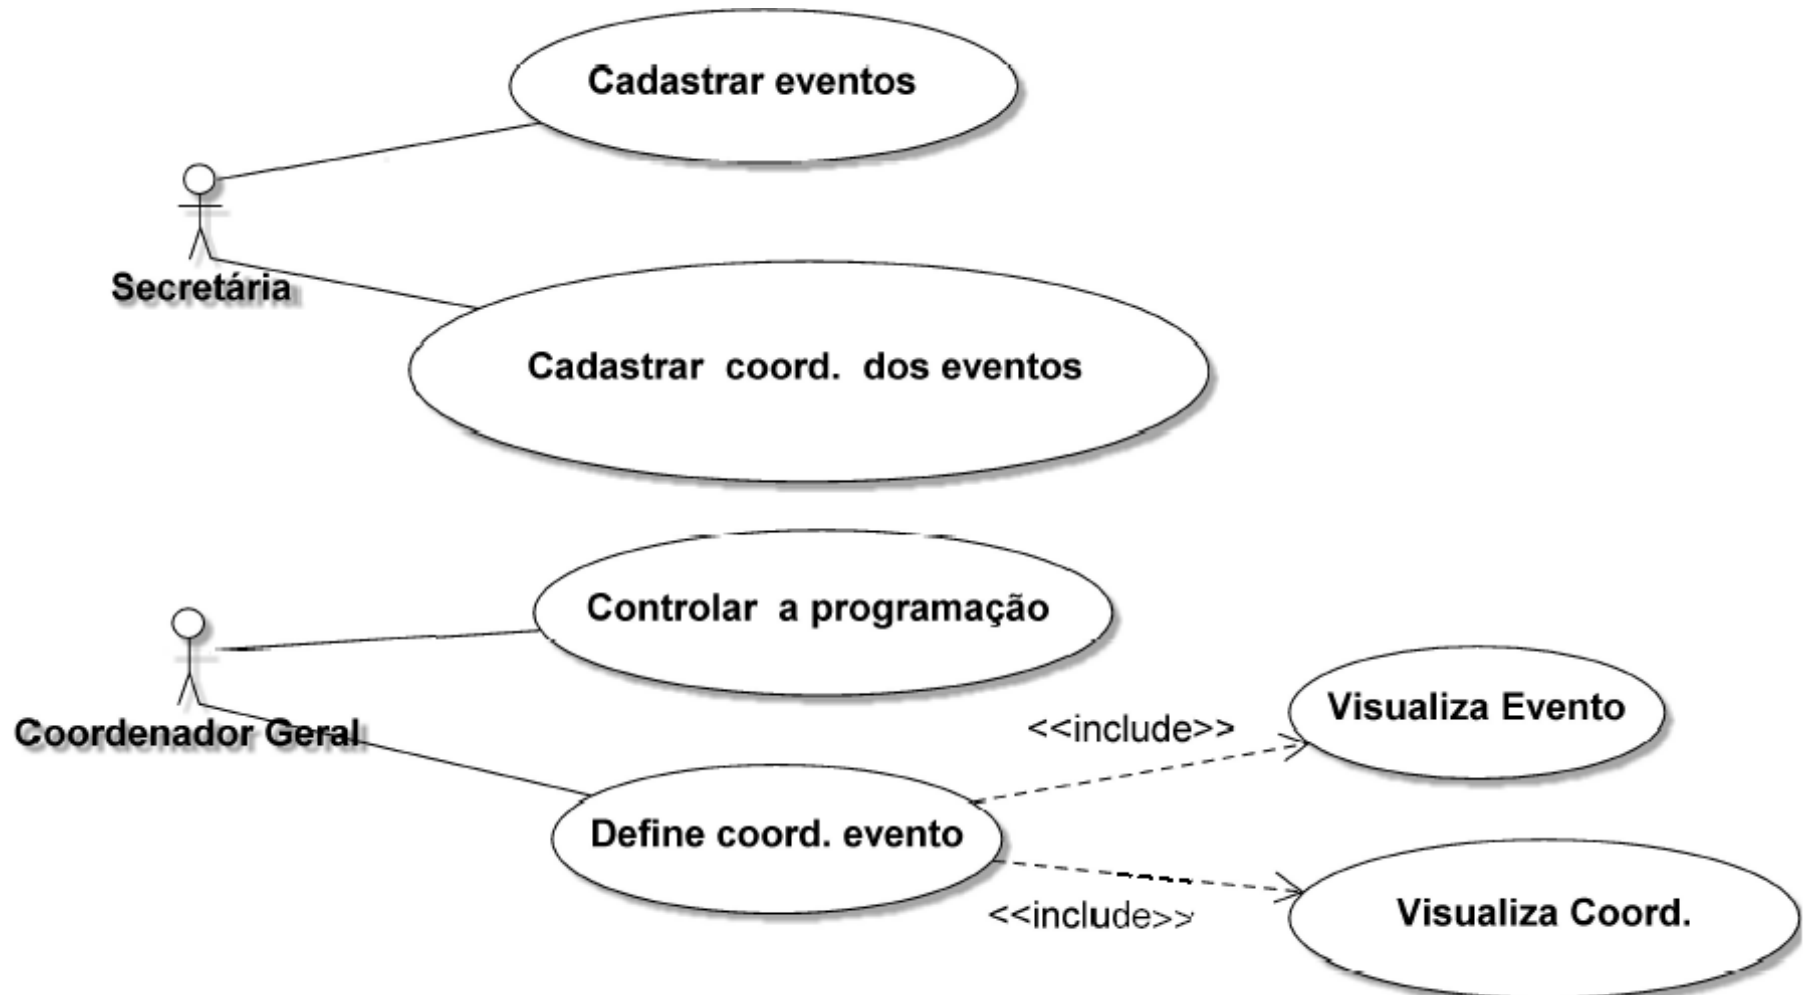 Cadastrar eventos
Secretária
Cadastrar coord. dos eventos
Controlar a programação
Coordenador Geral
<<include>>
Visualiza Evento
Define coord. evento
<<include>>
Visualiza Coord.